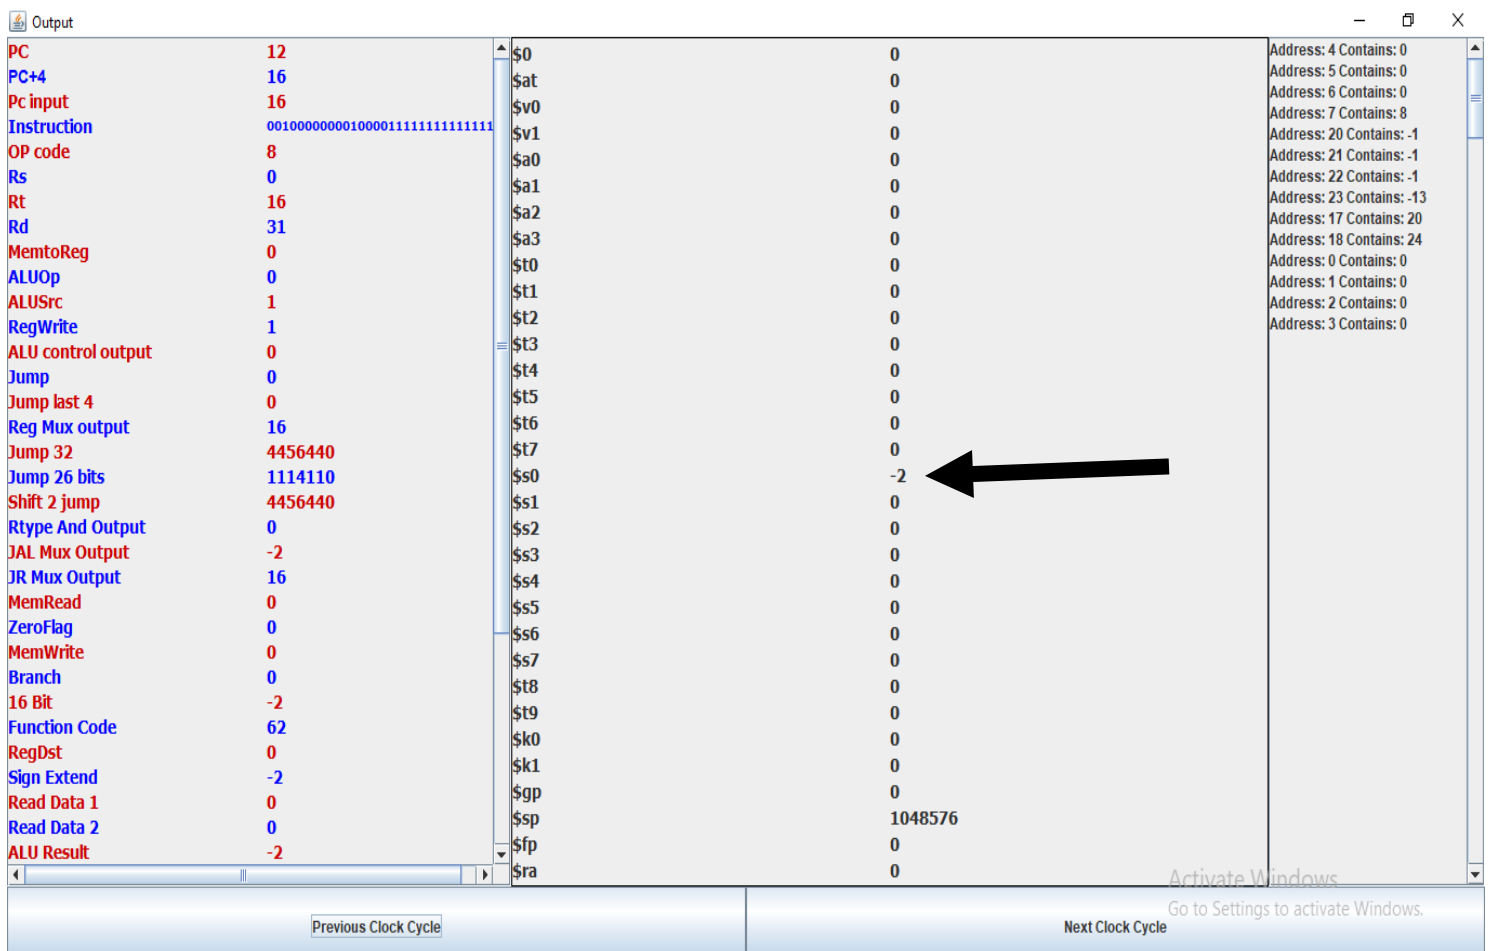 Output
PC 12
PC+4 16
Pc input 16
Instruction 0010000000010000111111111111
OP code 8
Rs 0
Rt 16
Rd 31
MemtoReg 0
ALUOp 0
ALUSrc 1
RegWrite 1
ALU control output 0
Jump 0
Jump last 4 0
Reg Mux output 16
Jump 32 4456440
Jump 26 bits 1114110
Shift 2 jump 4456440
Rtype And Output 0
JAL Mux Output -2
JR Mux Output 16
MemRead 0
ZeroFlag 0
MemWrite 0
Branch 0
16 Bit -2
Function Code 62
RegDst 0
Sign Extend -2
Read Data 1 0
Read Data 2 0
ALU Result -2
$0 0
$at 0
$v0 0
$v1 0
$a0 0
$a1 0
$a2 0
$a3 0
$t0 0
$t1 0
$t2 0
$t3 0
$t4 0
$t5 0
$t6 0
$t7 0
$s0 -2
$s1 0
$s2 0
$s3 0
$s4 0
$s5 0
$s6 0
$s7 0
$t8 0
$t9 0
$k0 0
$k1 0
$gp 0
$sp 1048576
$fp 0
$ra 0
Address: 4 Contains: 0
Address: 5 Contains: 0
Address: 6 Contains: 0
Address: 7 Contains: 8
Address: 20 Contains: -1
Address: 21 Contains: -1
Address: 22 Contains: -1
Address: 23 Contains: -13
Address: 17 Contains: 20
Address: 18 Contains: 24
Address: 0 Contains: 0
Address: 1 Contains: 0
Address: 2 Contains: 0
Address: 3 Contains: 0
Activate Windows
Go to Settings to activate Windows.
Previous Clock Cycle
Next Clock Cycle